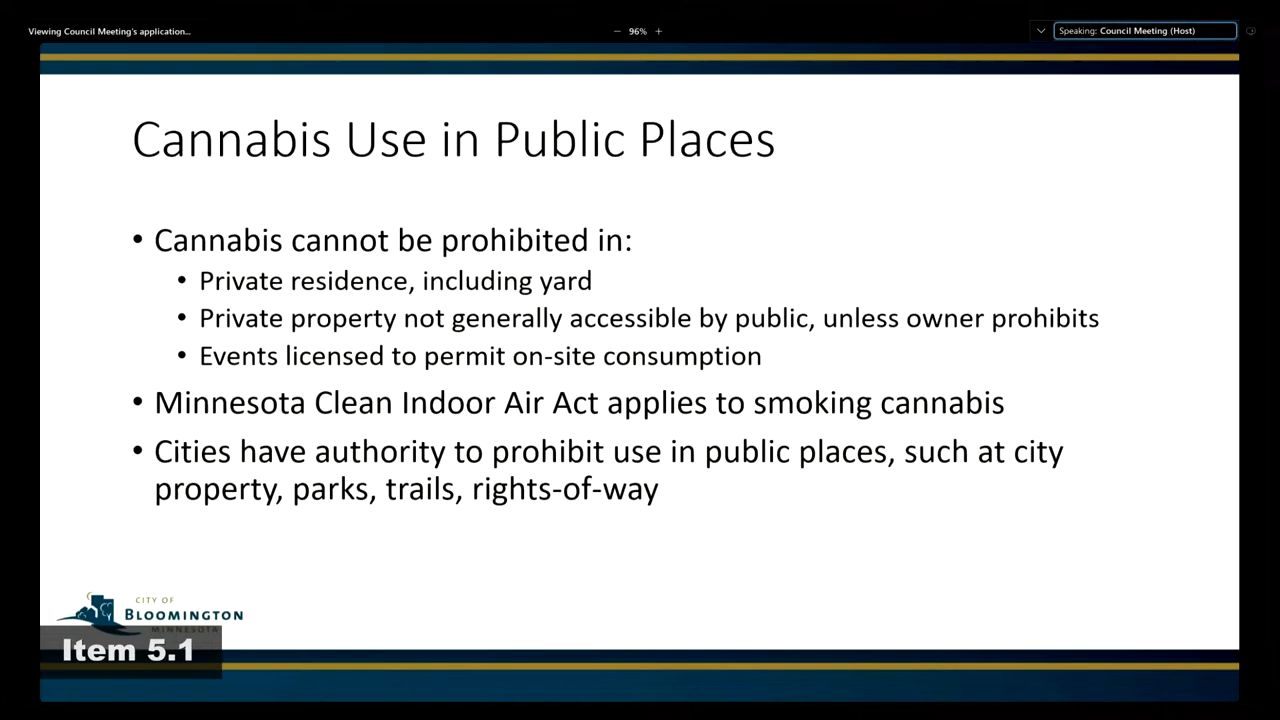 Viewing Council Meeting's application...
− 96% +
Speaking: Council Meeting (Host)
Cannabis Use in Public Places
• Cannabis cannot be prohibited in:
• Private residence, including yard
• Private property not generally accessible by public, unless owner prohibits
• Events licensed to permit on-site consumption
• Minnesota Clean Indoor Air Act applies to smoking cannabis
• Cities have authority to prohibit use in public places, such at city
property, parks, trails, rights-of-way
CITY OF
BLOOMINGTON
MINNESOTA
Item 5.1